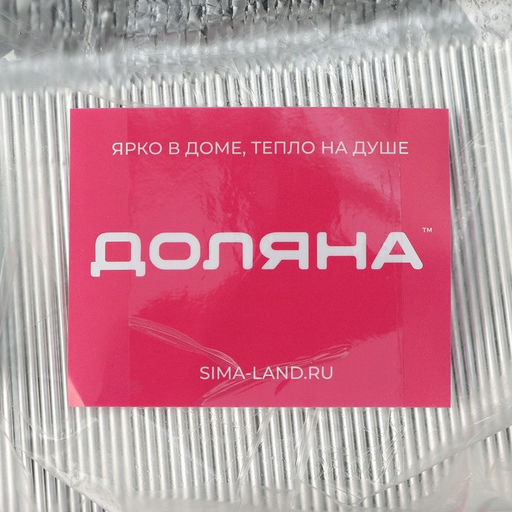 ЯРКО В ДОМЕ, ТЕПЛО НА ДУШЕ
ДОЛЯНА™
SIMA-LAND.RU